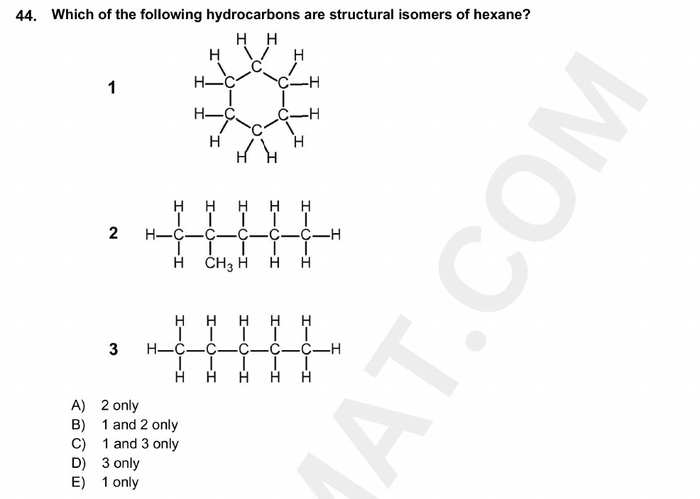 44. Which of the following hydrocarbons are structural isomers of hexane?
H H
H H
C
1 H—C C—H
H—C C—H
C
H H
H H
H H H H H
2 H—C—C—C—C—C—H
H CH3 H H H
H H H H H
3 H—C—C—C—C—C—H
H H H H H
A) 2 only
B) 1 and 2 only
C) 1 and 3 only
D) 3 only
E) 1 only
MAT.COM